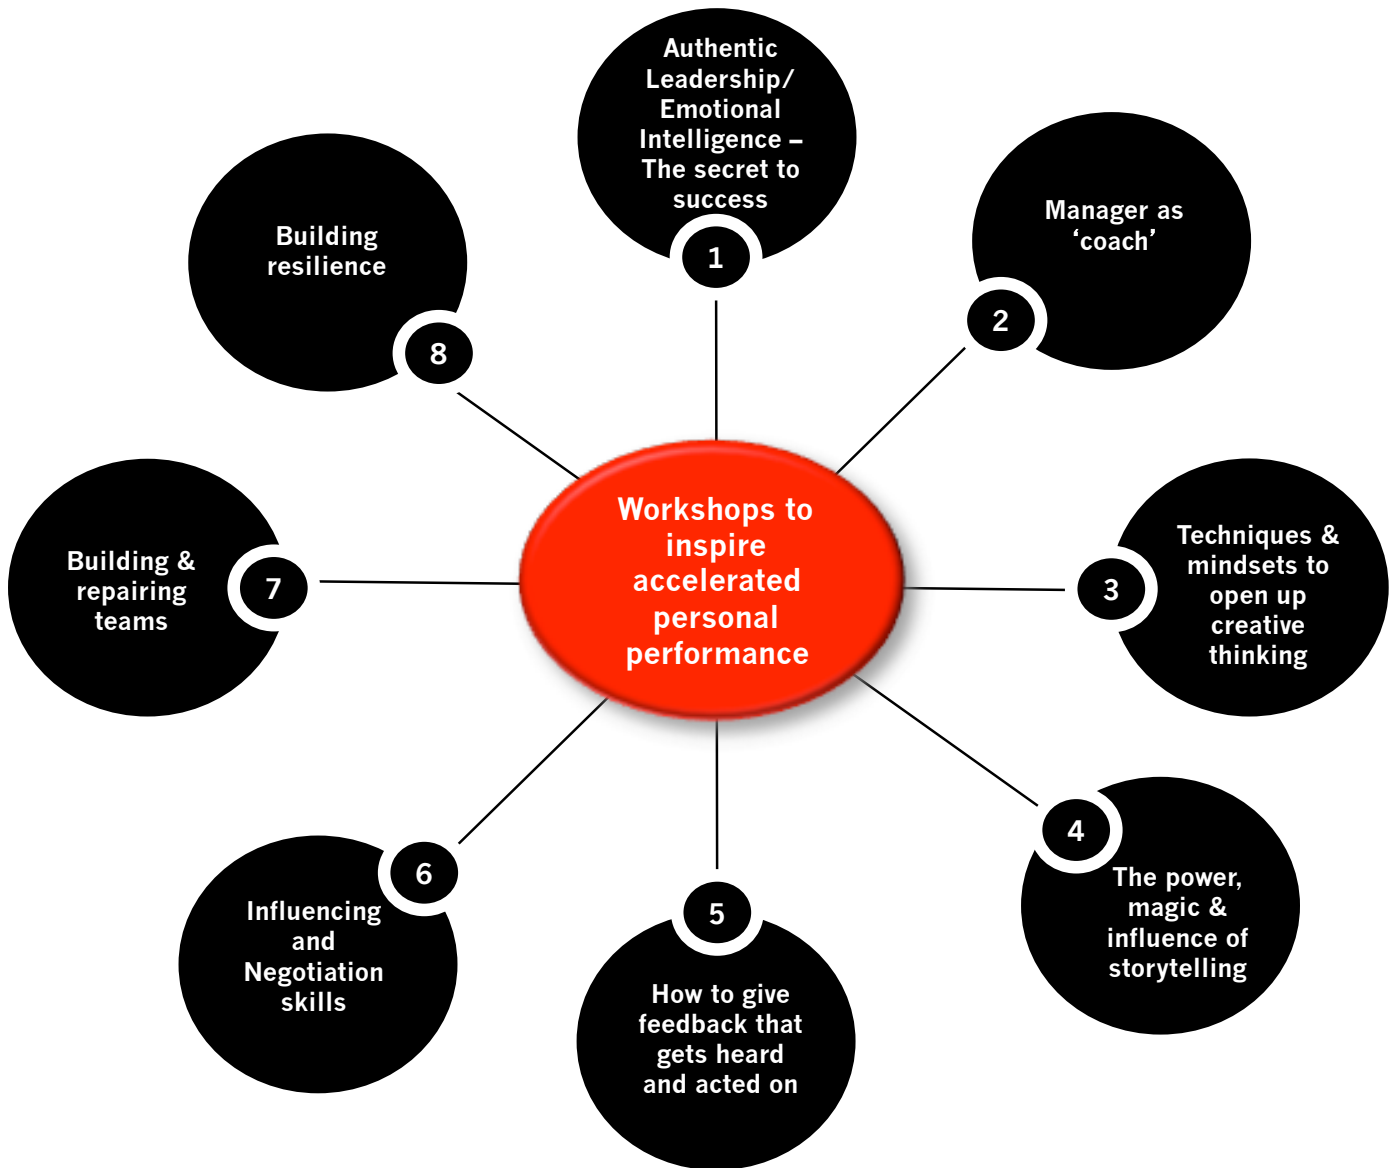 Authentic
Leadership/
Emotional
Intelligence –
The secret to
success
1
Manager as
‘coach’
2
Techniques &
mindsets to
open up
creative
thinking
3
The power,
magic &
influence of
storytelling
4
How to give
feedback that
gets heard
and acted on
5
Influencing
and
Negotiation
skills
6
Building &
repairing
teams
7
Building
resilience
8
Workshops to
inspire
accelerated
personal
performance